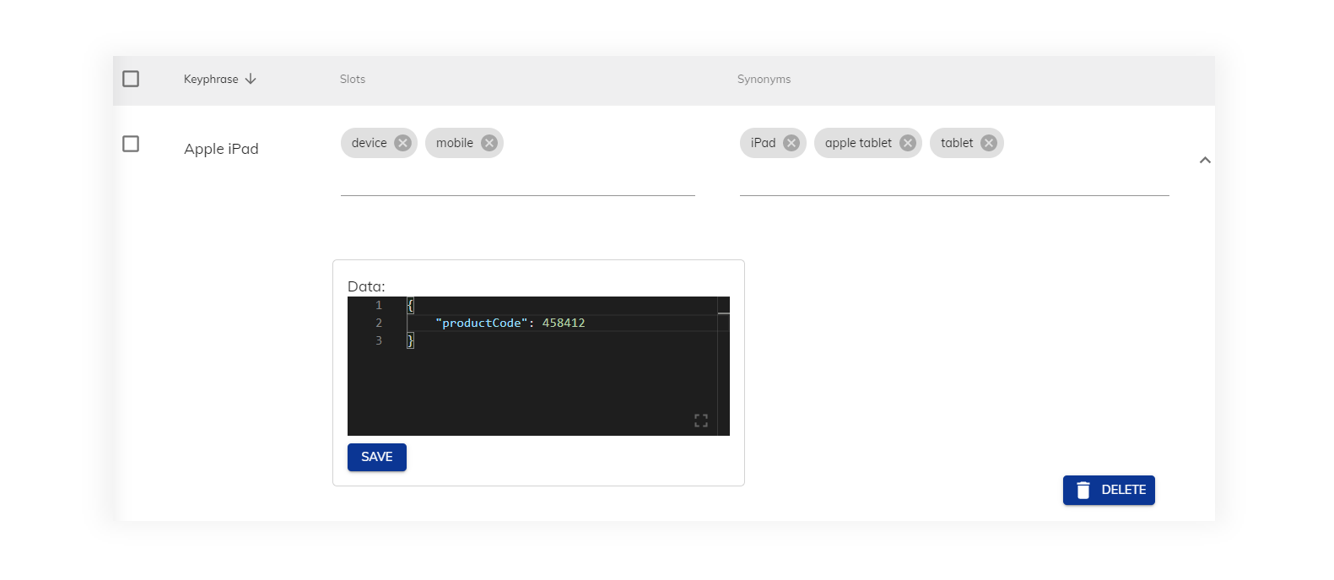 Keyphrase Slots Synonyms
Apple iPad device mobile iPad apple tablet tablet
Data:
1 {
2 "productCode": 458412
3 }
SAVE
DELETE